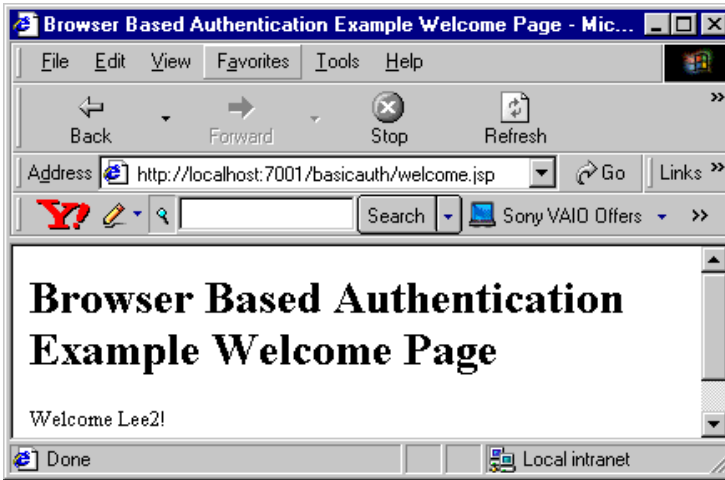 Browser Based Authentication Example Welcome Page - Mic...
File Edit View Favorites Tools Help
Back Forward Stop Refresh »
Address http://localhost:7001/basicauth/welcome.jsp Go Links »
Y! Search Sony VAIO Offers »
Browser Based Authentication
Example Welcome Page
Welcome Lee2!
Done Local intranet